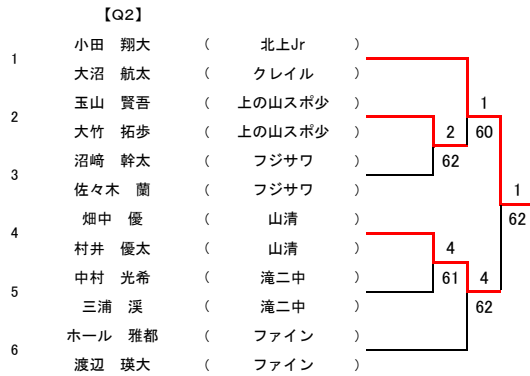 【Q2】
1
小田 翔大 ( 北上Jr )
大沼 航太 ( クレイル )
2
玉山 賢吾 ( 上の山スポ少 )
大竹 拓歩 ( 上の山スポ少 )
3
沼﨑 幹太 ( フジサワ )
佐々木 蘭 ( フジサワ )
4
畑中 優 ( 山清 )
村井 優太 ( 山清 )
5
中村 光希 ( 滝二中 )
三浦 渓 ( 滝二中 )
6
ホール 雅都 ( ファイン )
渡辺 瑛大 ( ファイン )
2
62
4
61
1
60
4
62
1
62